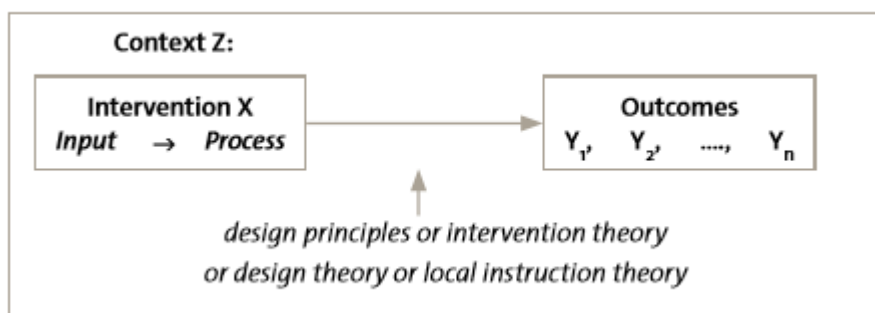 Context Z:
Intervention X
Input → Process
Outcomes
Y1, Y2, ...., Yn
design principles or intervention theory
or design theory or local instruction theory